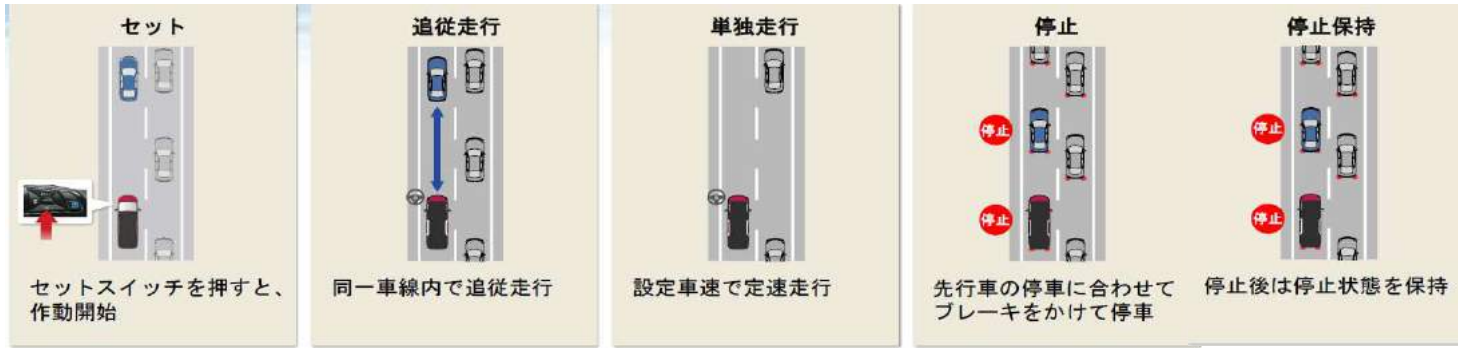 セット
セットスイッチを押すと、
作動開始
追従走行
同一車線内で追従走行
単独走行
設定車速で定速走行
停止
停止
停止
先行車の停車に合わせて
ブレーキをかけて停車
停止保持
停止
停止
停止後は停止状態を保持